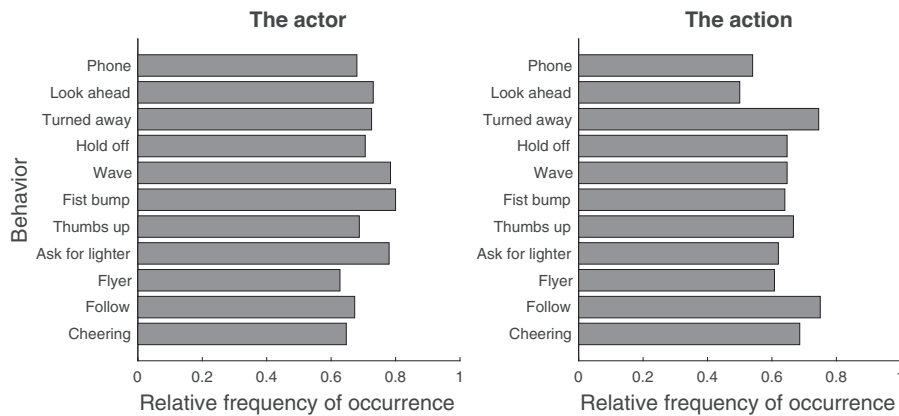 The actor
Behavior
Phone
Look ahead
Turned away
Hold off
Wave
Fist bump
Thumbs up
Ask for lighter
Flyer
Follow
Cheering
0 0.2 0.4 0.6 0.8 1
Relative frequency of occurrence
The action
Phone
Look ahead
Turned away
Hold off
Wave
Fist bump
Thumbs up
Ask for lighter
Flyer
Follow
Cheering
0 0.2 0.4 0.6 0.8 1
Relative frequency of occurrence